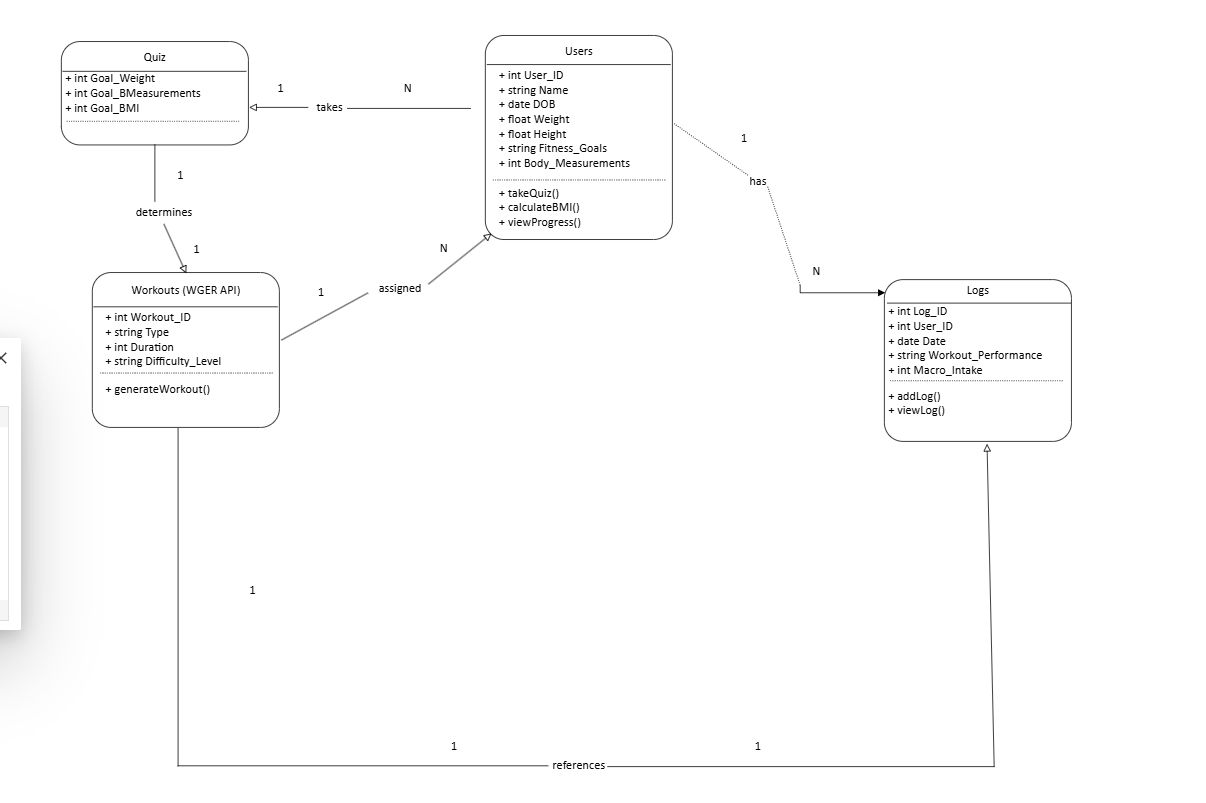 Quiz
+ int Goal_Weight
+ int Goal_BMeasurements
+ int Goal_BMI
1
takes
N
Users
+ int User_ID
+ string Name
+ date DOB
+ float Weight
+ float Height
+ string Fitness_Goals
+ int Body_Measurements
+ takeQuiz()
+ calculateBMI()
+ viewProgress()
1
has
N
1
determines
1
Workouts (WGER API)
+ int Workout_ID
+ string Type
+ int Duration
+ string Difficulty_Level
+ generateWorkout()
1
assigned
N
Logs
+ int Log_ID
+ int User_ID
+ date Date
+ string Workout_Performance
+ int Macro_Intake
+ addLog()
+ viewLog()
1
1
references
1